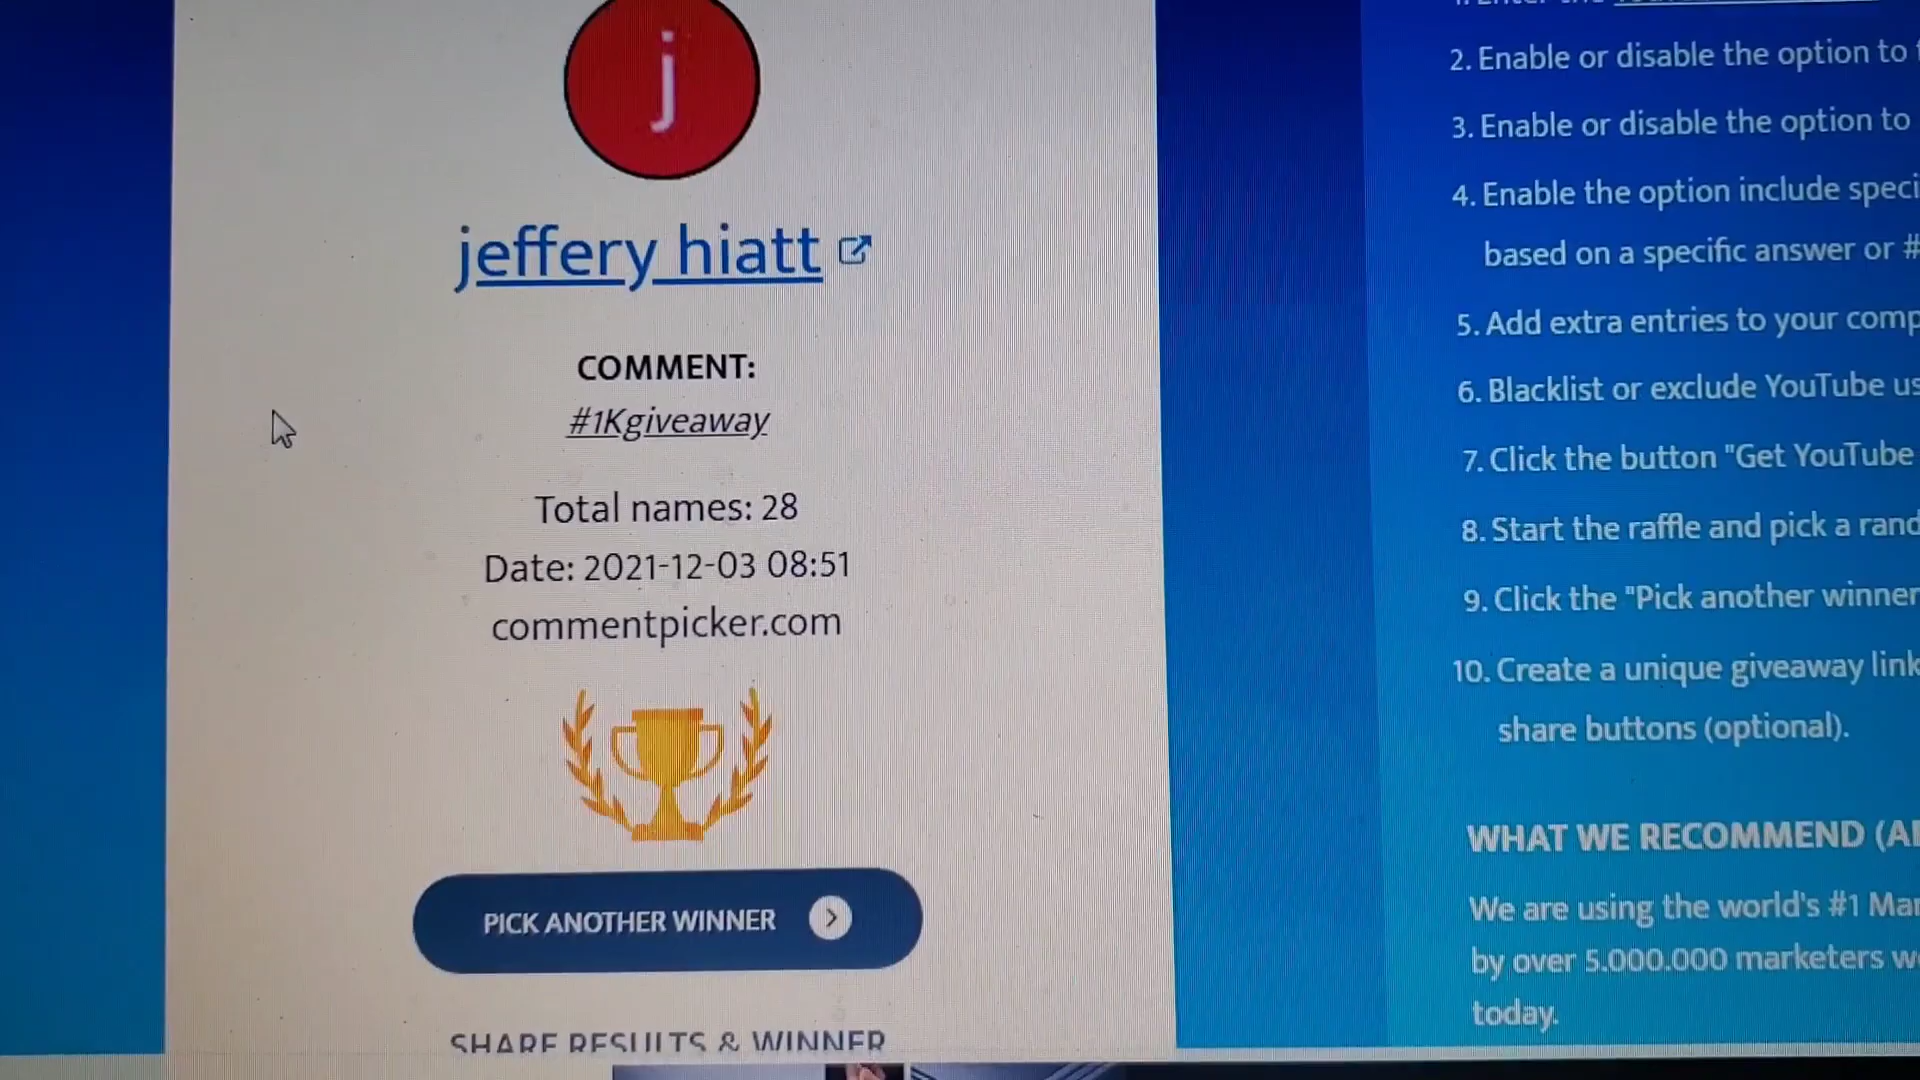 j
jeffery hiatt
COMMENT:
#1Kgiveaway
Total names: 28
Date: 2021-12-03 08:51
commentpicker.com
PICK ANOTHER WINNER
SHARE RESULTS & WINNER
2. Enable or disable the option to
3. Enable or disable the option to
4. Enable the option include speci
based on a specific answer or #
5. Add extra entries to your comp
6. Blacklist or exclude YouTube us
7. Click the button "Get YouTube
8. Start the raffle and pick a rand
9. Click the "Pick another winner
10. Create a unique giveaway link
share buttons (optional).
WHAT WE RECOMMEND (A
We are using the world's #1 Mar
by over 5.000.000 marketers w
today.